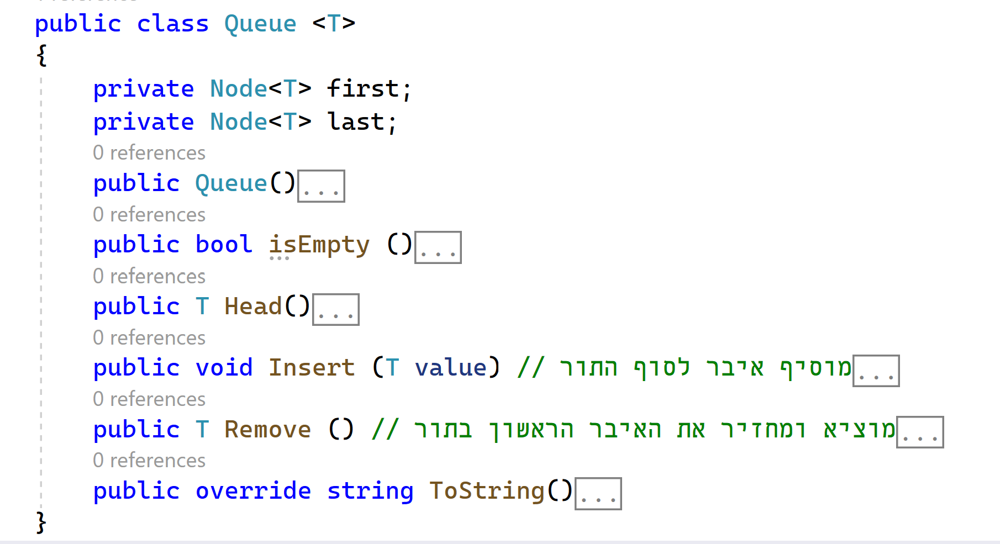 public class Queue <T>
{
private Node<T> first;
private Node<T> last;
0 references
public Queue()...
0 references
public bool isEmpty ()...
0 references
public T Head()...
0 references
public void Insert (T value) // מוסיף איבר לסוף התור...
0 references
public T Remove () // מוציא ומחזיר את האיבר הראשון בתור...
0 references
public override string ToString()...
}